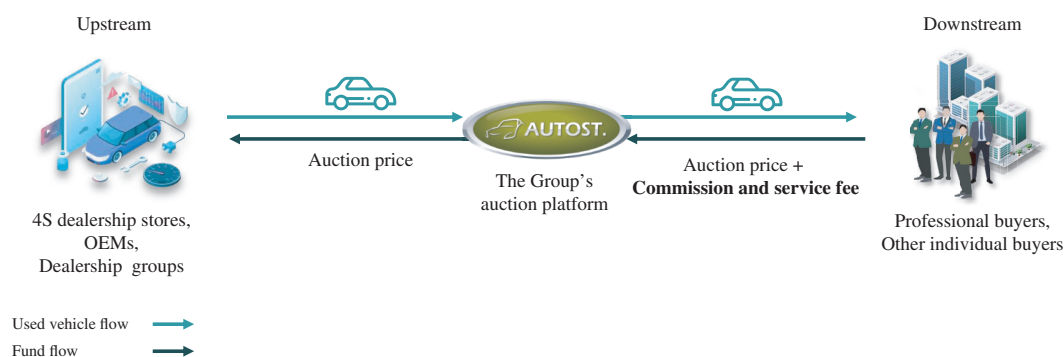 Upstream
Downstream
AUTOST.
Auction price
Auction price +
Commission and service fee
The Group's
auction platform
4S dealership stores,
OEMs,
Dealership groups
Professional buyers,
Other individual buyers
Used vehicle flow
Fund flow